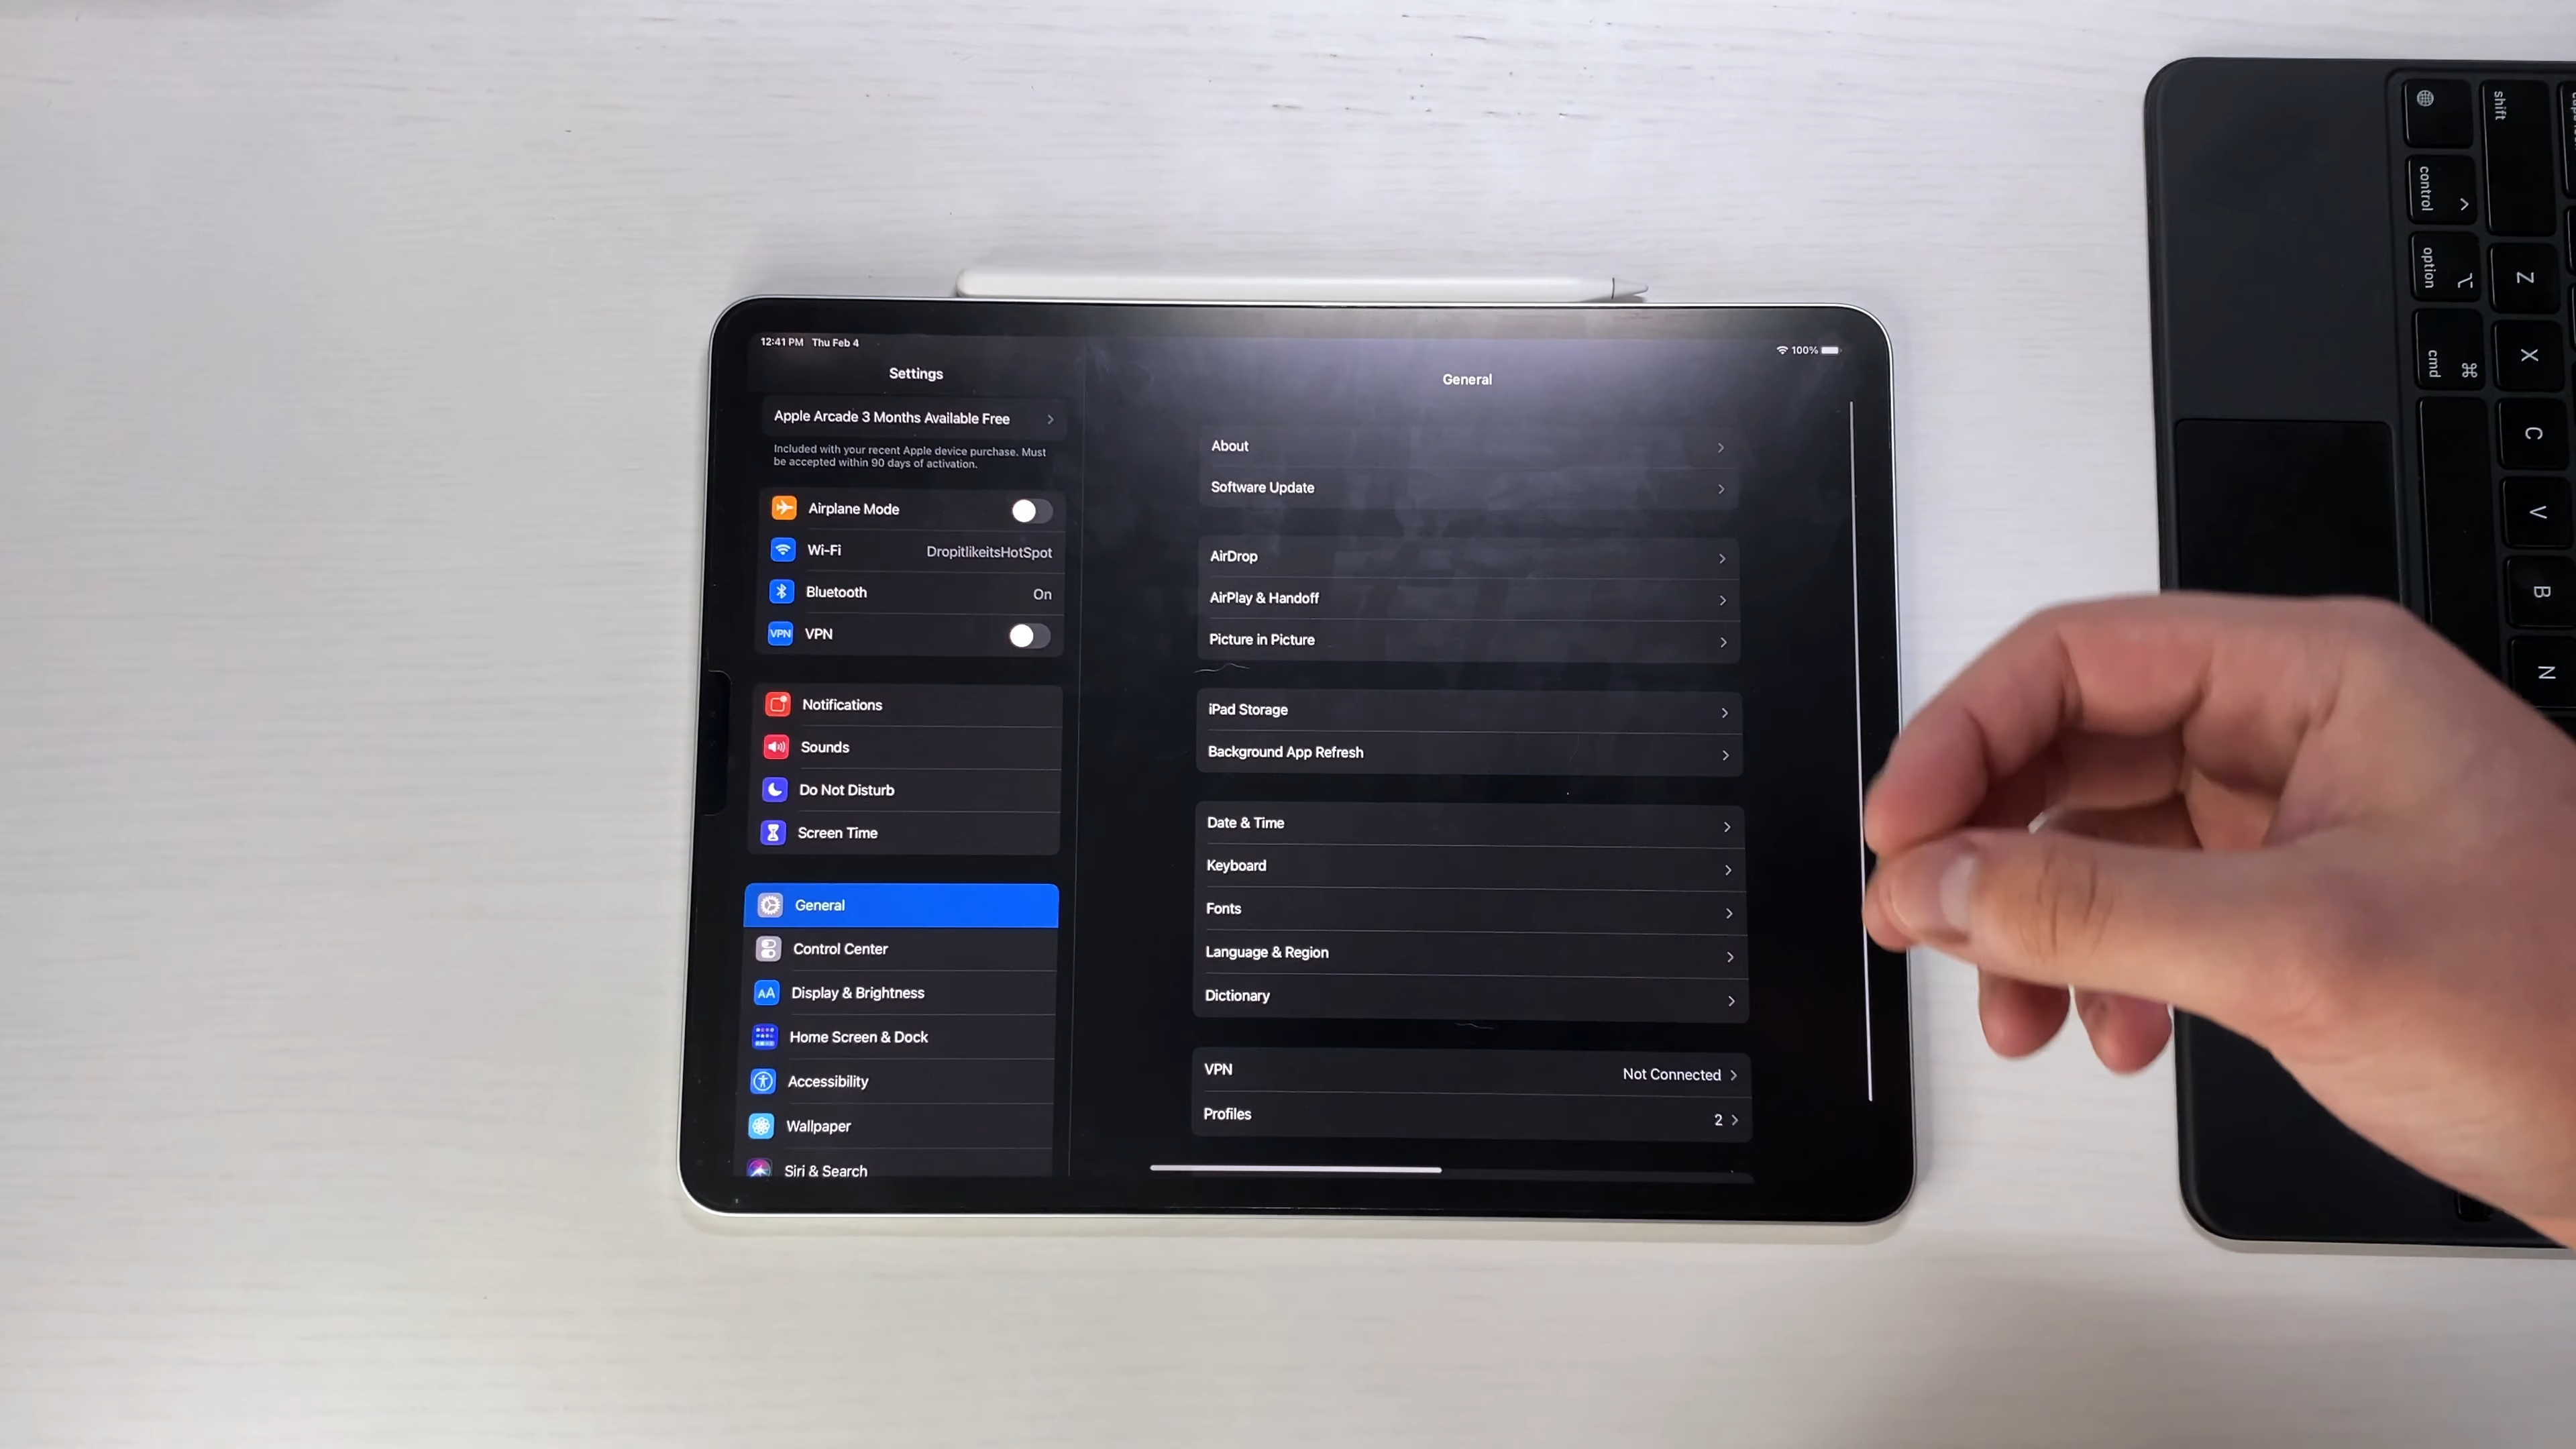 12:41 PM Thu Feb 4
100%
Settings
Apple Arcade 3 Months Available Free
Included with your recent Apple device purchase. Must
be accepted within 90 days of activation.
Airplane Mode
Wi-Fi DropitlikeitsHotSpot
Bluetooth On
VPN VPN
Notifications
Sounds
Do Not Disturb
Screen Time
General
Control Center
AA Display & Brightness
Home Screen & Dock
Accessibility
Wallpaper
Siri & Search
General
About
Software Update
AirDrop
AirPlay & Handoff
Picture in Picture
iPad Storage
Background App Refresh
Date & Time
Keyboard
Fonts
Language & Region
Dictionary
VPN Not Connected
Profiles 2
shift
control
option
cmd
Z
X
C
V
B
N